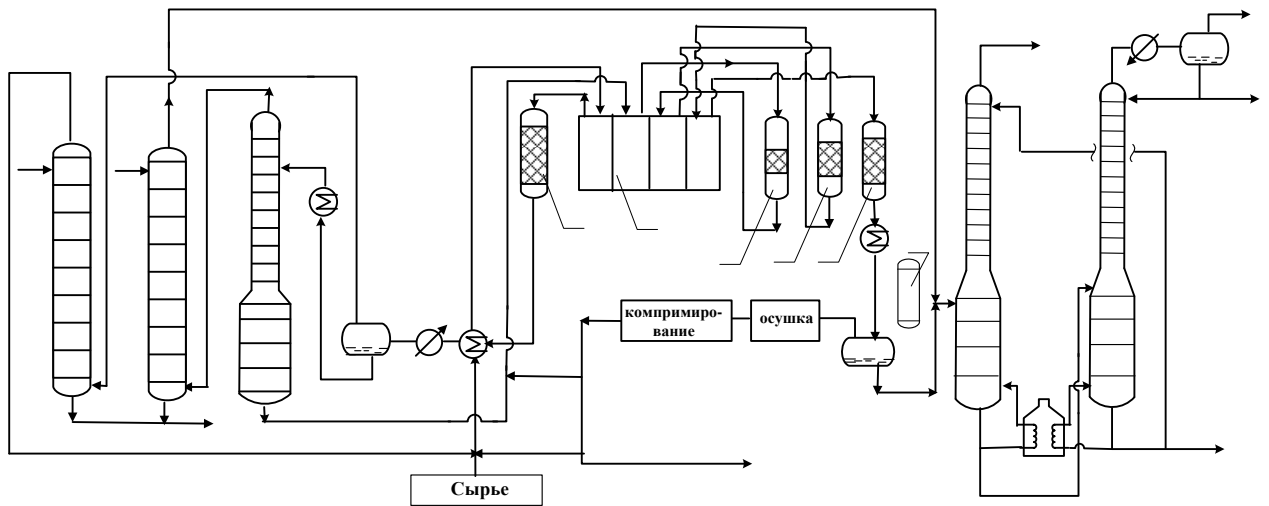 компримиро-
вание
осушка
Сырье